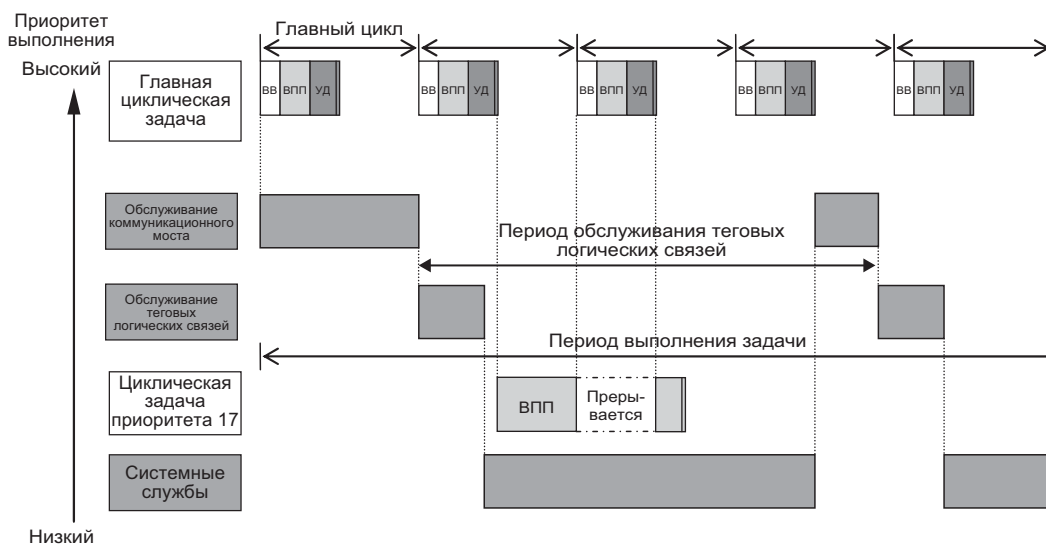 Приоритет
выполнения
Высокий
Главный цикл
Главная
циклическая
задача
ВВ ВПП УД
ВВ ВПП УД
ВВ ВПП УД
ВВ ВПП УД
ВВ ВПП УД
Обслуживание
коммуникационного
моста
Период обслуживания теговых
логических связей
Обслуживание
теговых
логических связей
Период выполнения задачи
Циклическая
задача
приоритета 17
ВПП
Преры-
вается
Системные
службы
Низкий